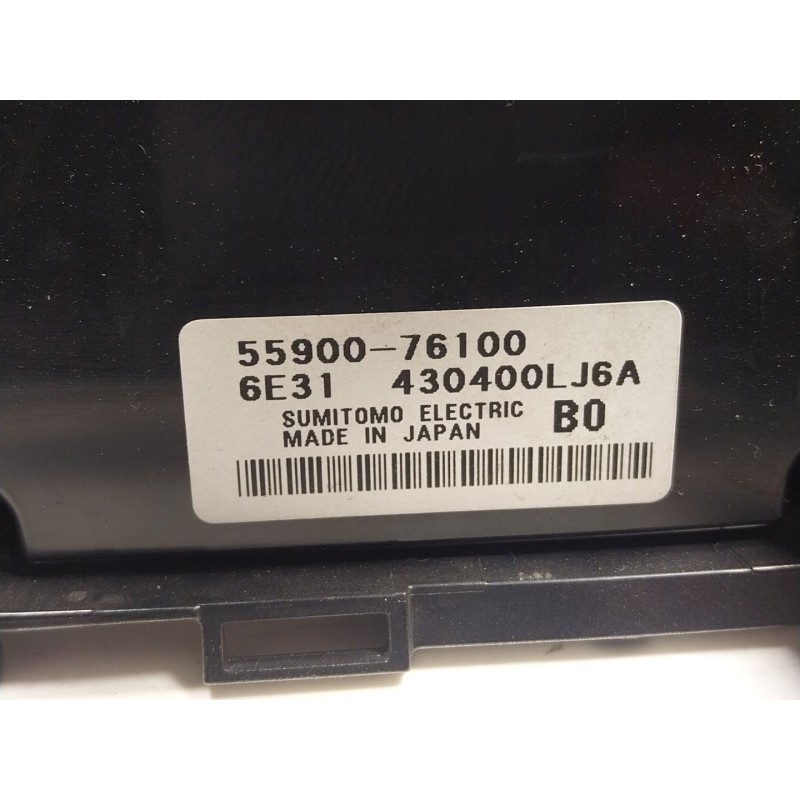 55900-76100
6E31 430400LJ6A
SUMITOMO ELECTRIC B0
MADE IN JAPAN